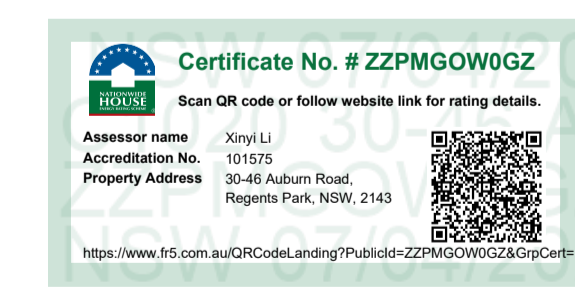 Certificate No. # ZZPMGOW0GZ
NATIONWIDE
HOUSE
ENERGY RATING SCHEME
Scan QR code or follow website link for rating details.
Assessor name Xinyi Li
Accreditation No. 101575
Property Address 30-46 Auburn Road,
Regents Park, NSW, 2143
https://www.fr5.com.au/QRCodeLanding?PublicId=ZZPMGOW0GZ&GrpCert=